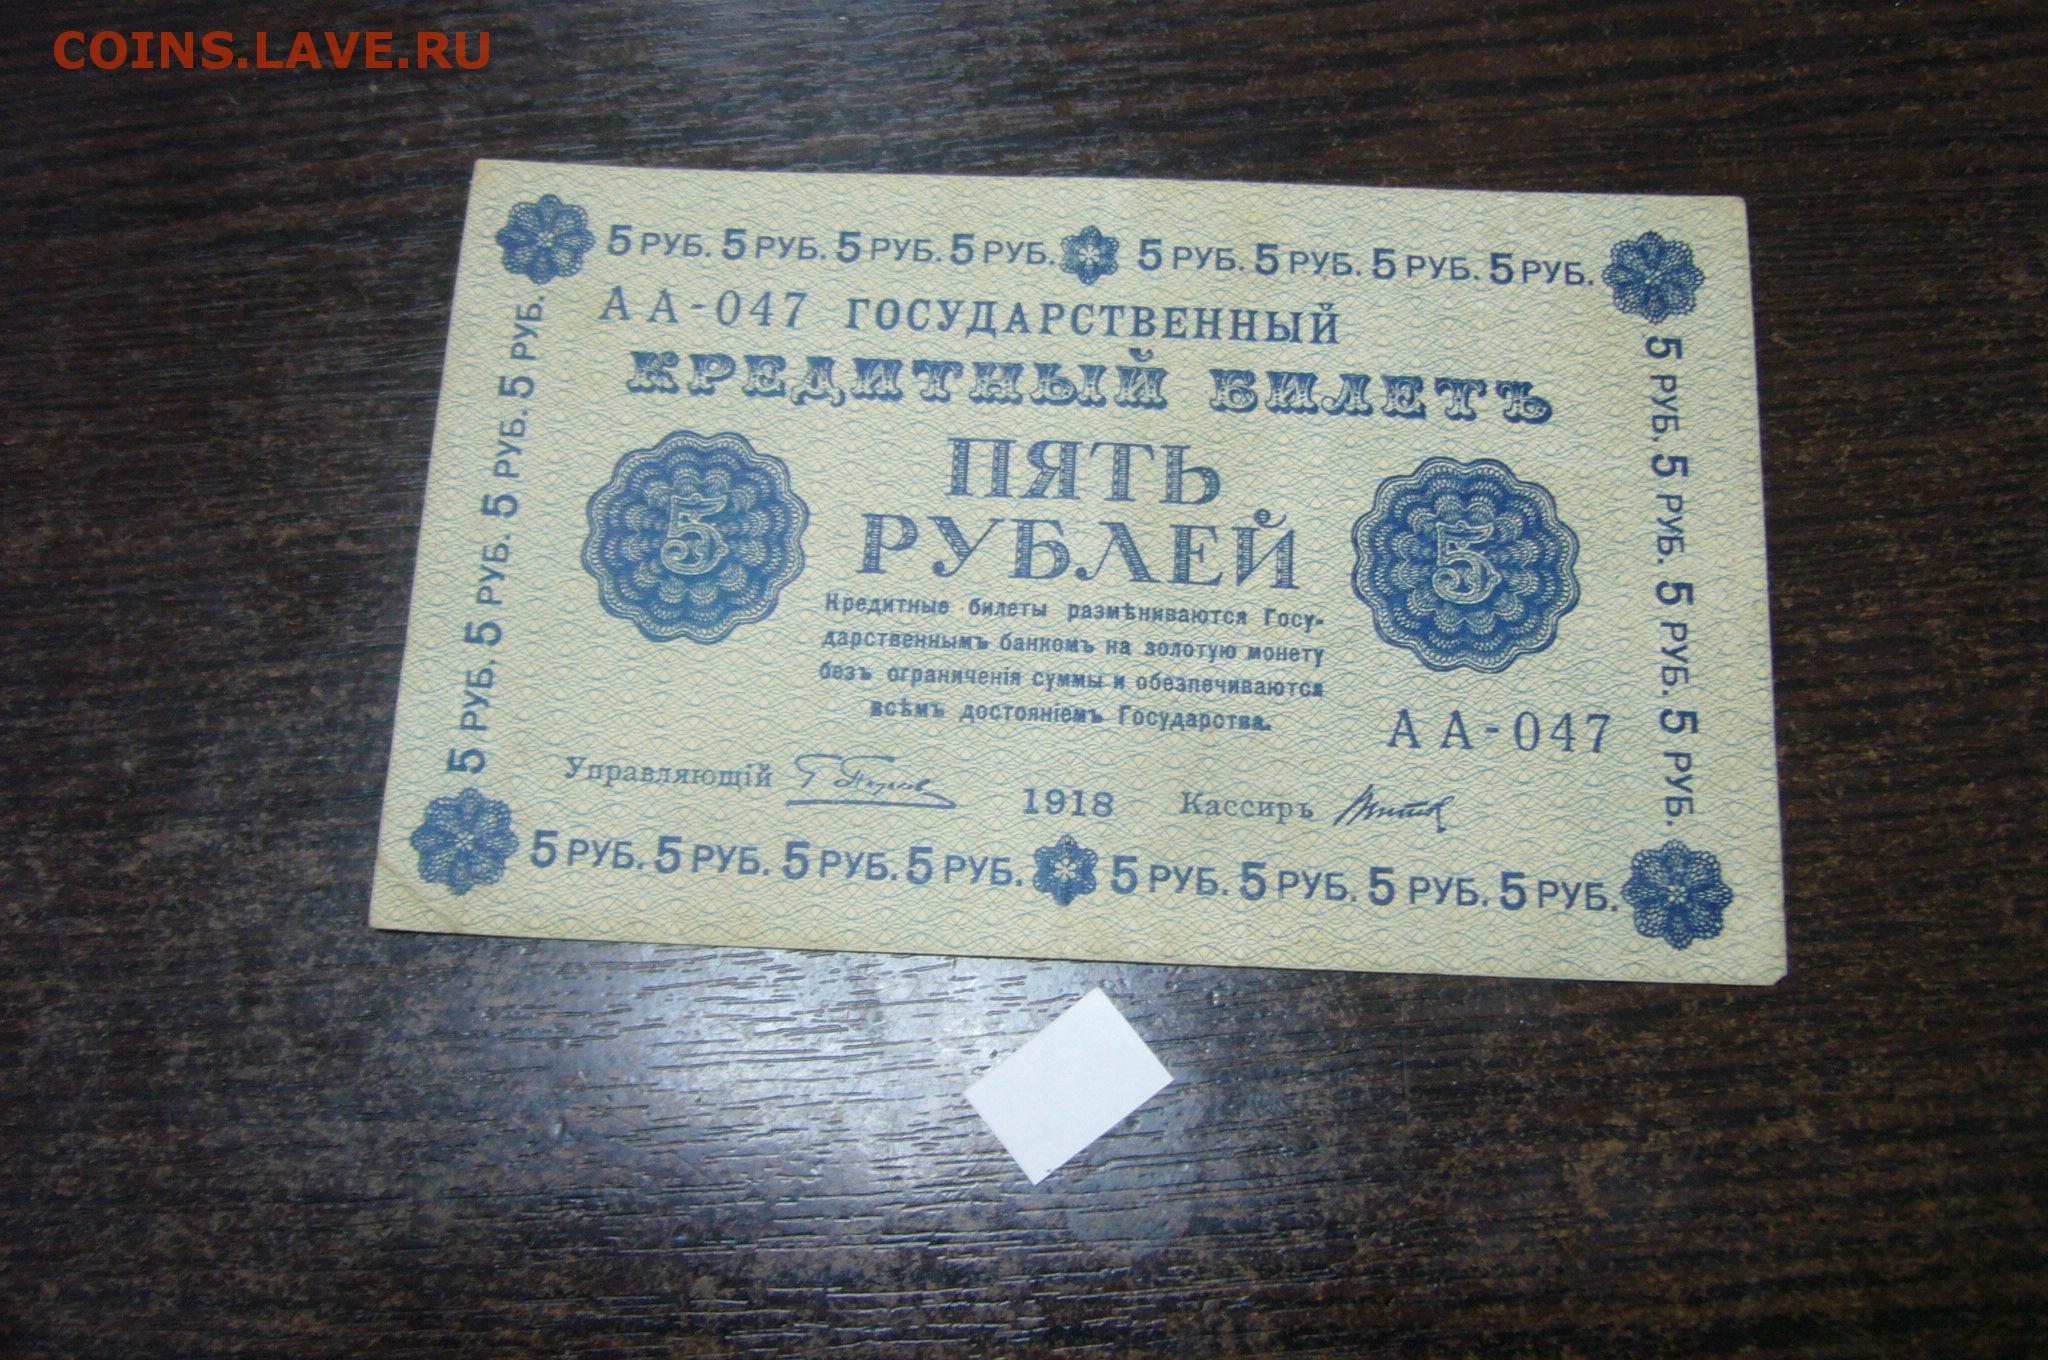 COINS.LAVE.RU
5 РУБ. 5 РУБ. 5 РУБ. 5 РУБ. 5 РУБ. 5 РУБ. 5 РУБ. 5 РУБ.
АА-047 ГОСУДАРСТВЕННЫЙ
КРЕДИТНЫЙ БИЛЕТЪ
ПЯТЬ
РУБЛЕЙ
5
5
Кредитные билеты размѣниваются Госу-
дарственнымъ банкомъ на золотую монету
безъ ограниченія суммы и обезпечиваются
всѣмъ достояніемъ Государства.
АА-047
Управляющій
1918 Кассиръ
5 РУБ. 5 РУБ. 5 РУБ. 5 РУБ. 5 РУБ. 5 РУБ. 5 РУБ. 5 РУБ.
5 РУБ. 5 РУБ. 5 РУБ. 5 РУБ.
5 РУБ. 5 РУБ. 5 РУБ. 5 РУБ.